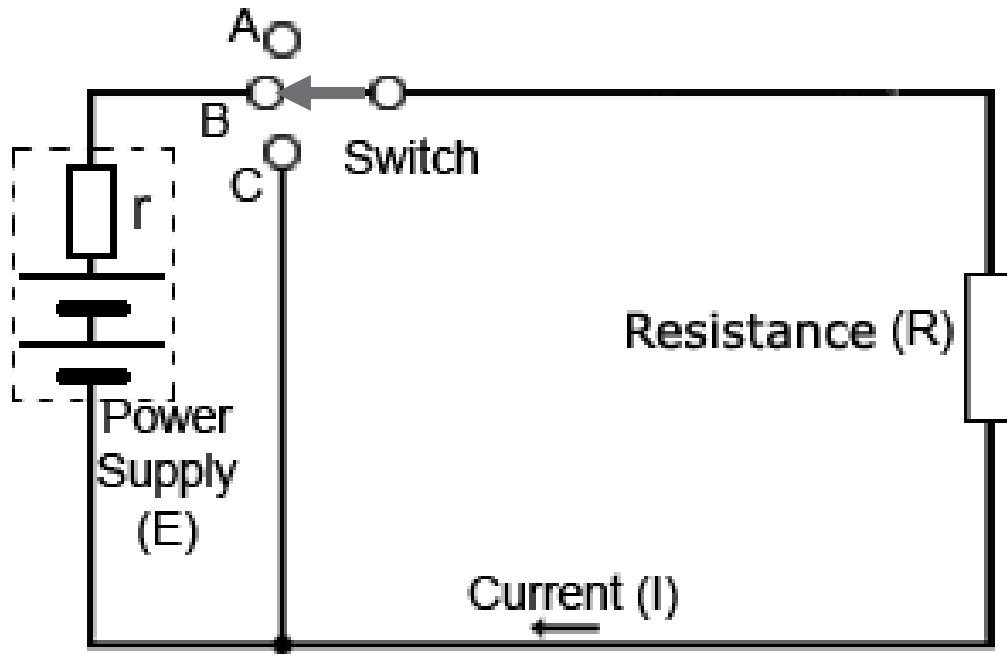 A
B
C
Switch
r
Resistance (R)
Power
Supply
(E)
Current (I)